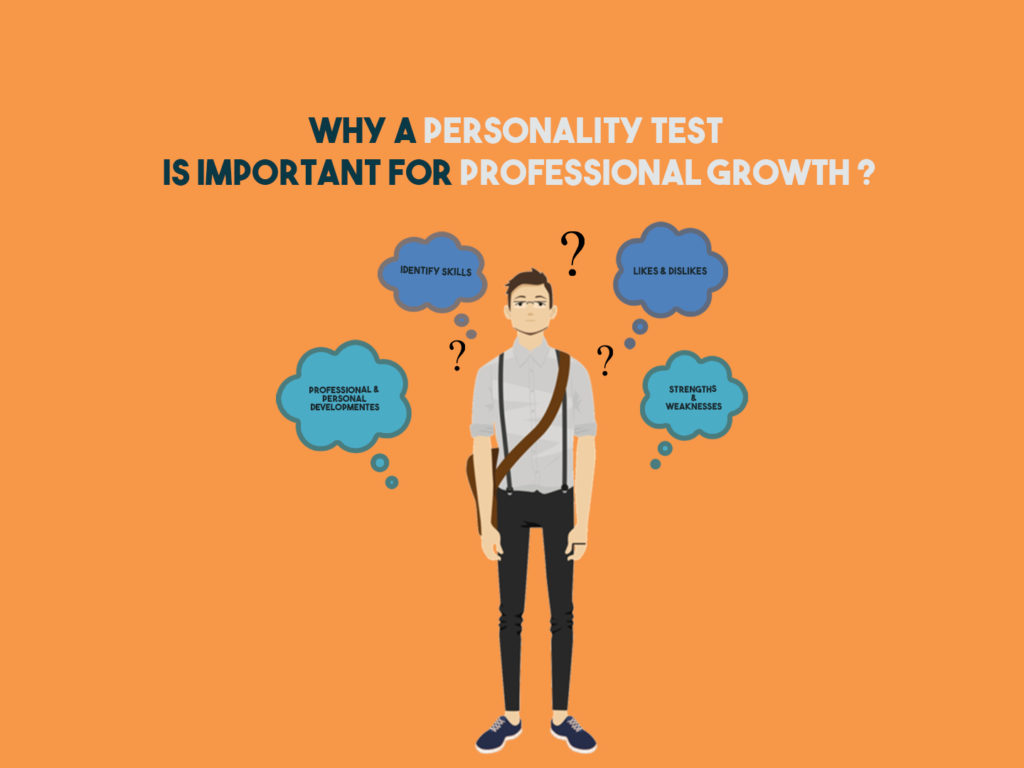 WHY A PERSONALITY TEST
IS IMPORTANT FOR PROFESSIONAL GROWTH ?
?
IDENTIFY SKILLS
LIKES & DISLIKES
?
?
PROFESSIONAL &
PERSONAL
DEVELOPMENTES
STRENGTHS
&
WEAKNESSES